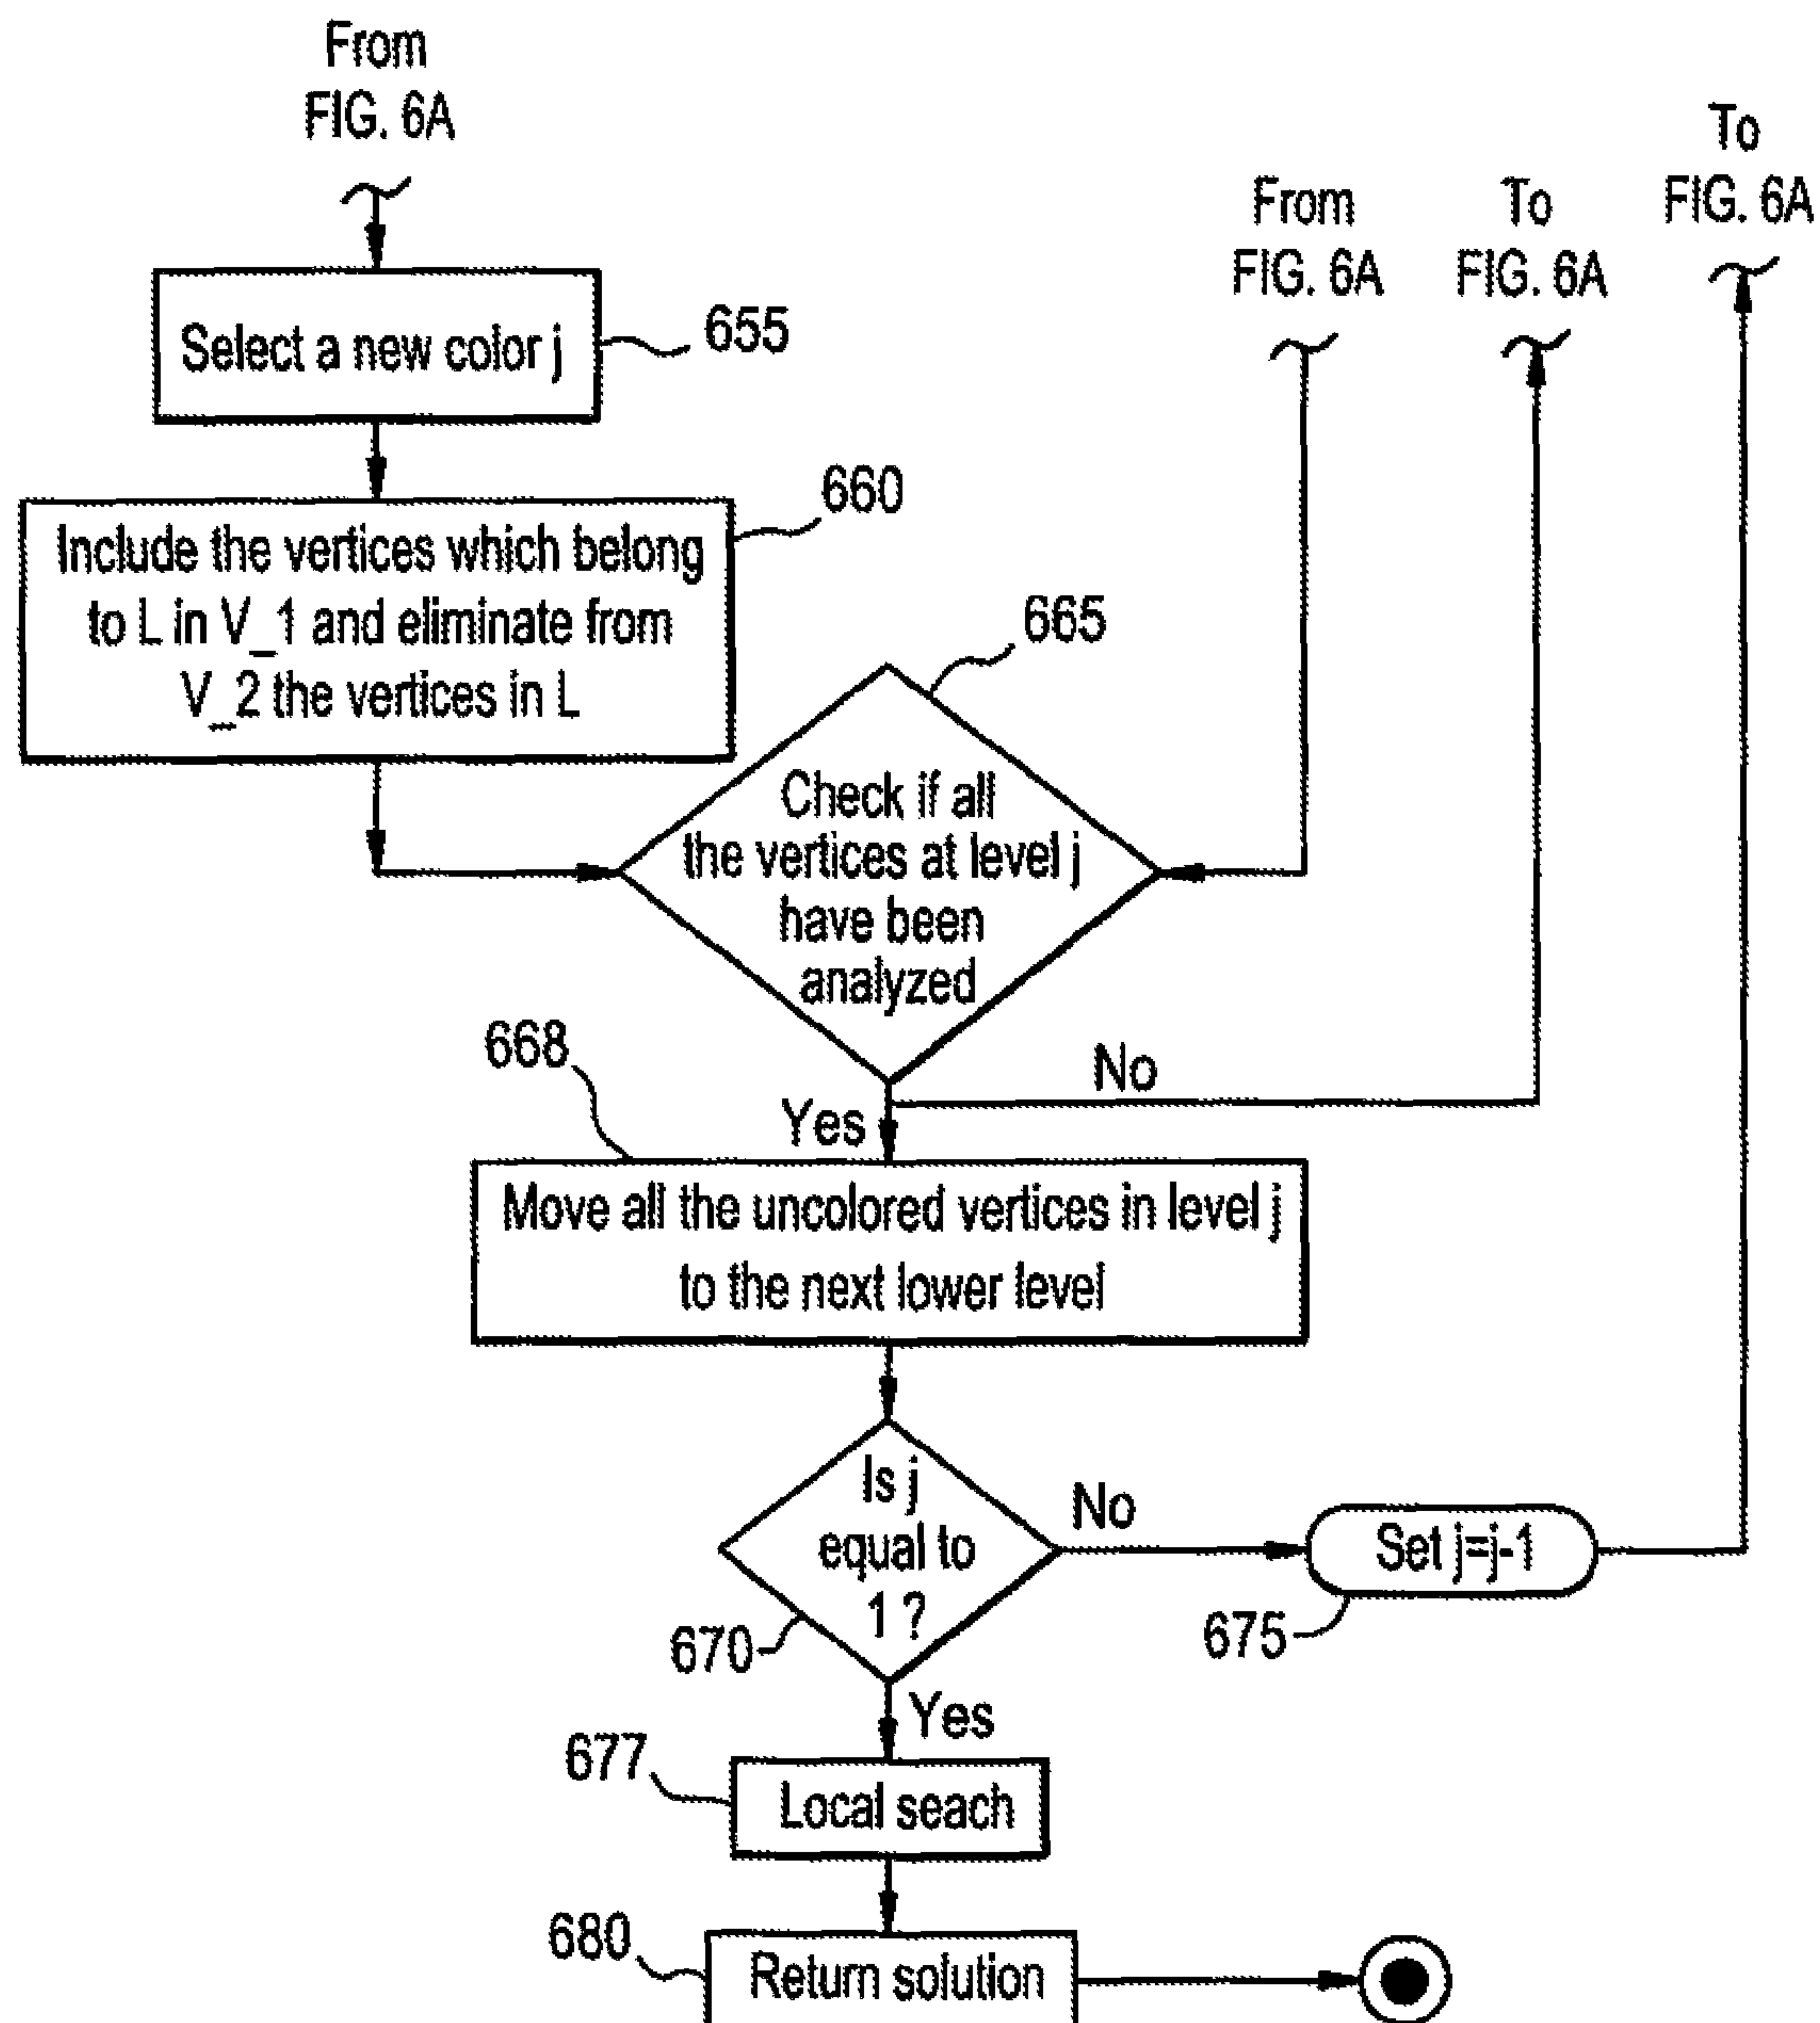 From
FIG. 6A
To
FIG. 6A
From
FIG. 6A
To
FIG. 6A
Select a new color j
655
660
Include the vertices which belong
to L in V_1 and eliminate from
V_2 the vertices in L
665
Check if all
the vertices at level j
have been
analyzed
668
No
Yes
Move all the uncolored vertices in level j
to the next lower level
Is j
equal to
1 ?
No
Set j=j-1
670
675
Yes
677
Local seach
680
Return solution